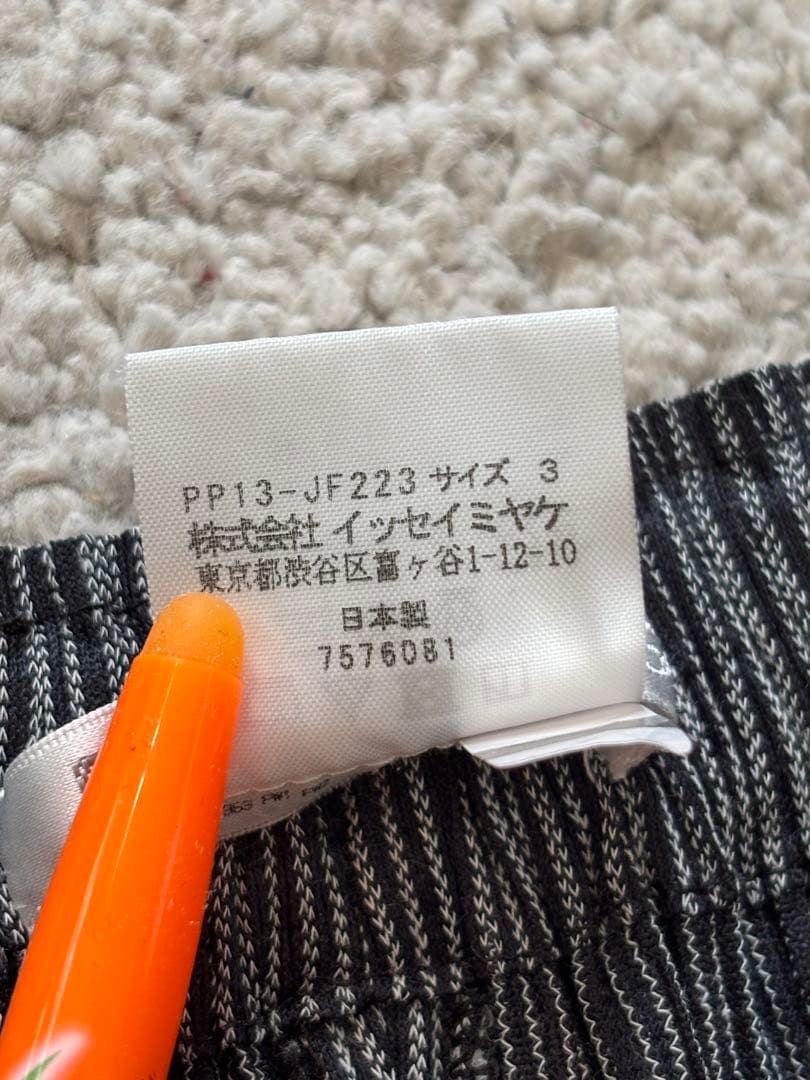 PP13-JF223 サイズ 3
株式会社 イッセイミヤケ
東京都渋谷区富ヶ谷1-12-10
日本製
7576081